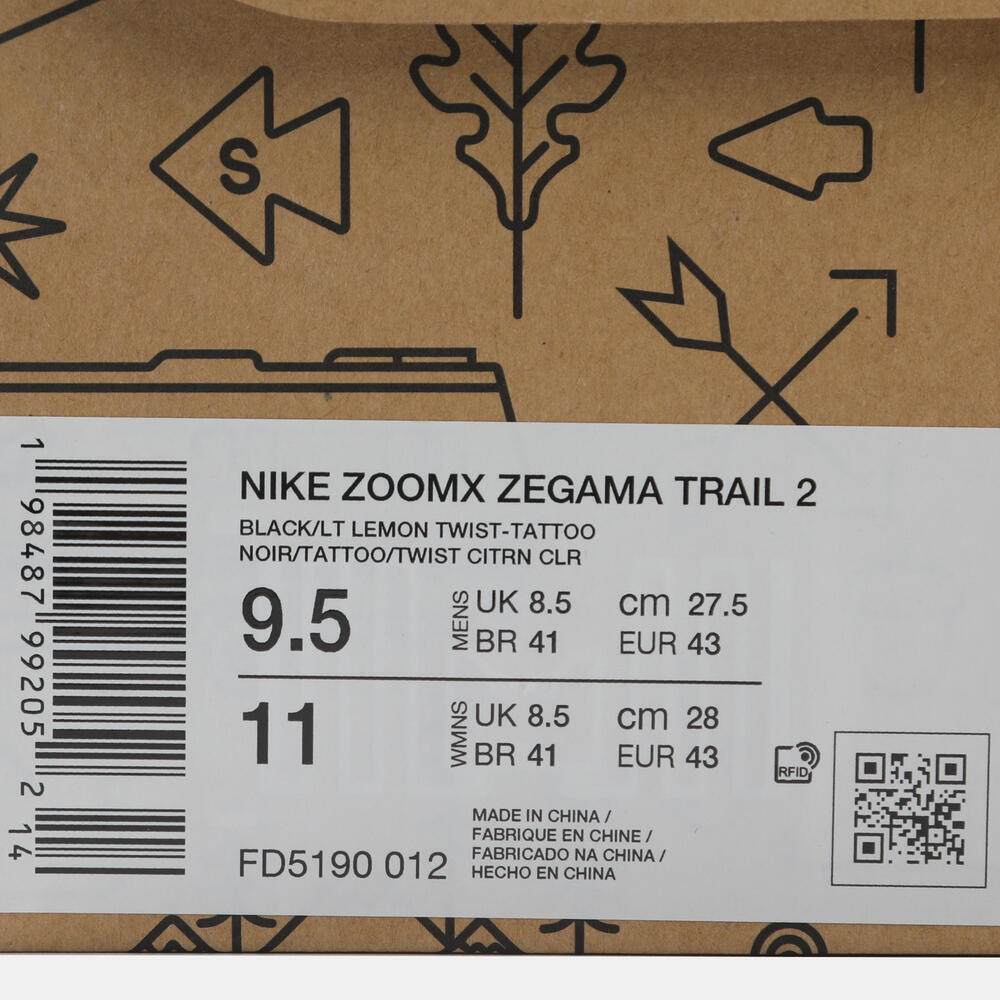 S
NIKE ZOOMX ZEGAMA TRAIL 2
BLACK/LT LEMON TWIST-TATTOO
NOIR/TATTOO/TWIST CITRN CLR
9.5
MENS
UK 8.5 cm 27.5
BR 41 EUR 43
11
WMNS
UK 8.5 cm 28
BR 41 EUR 43
RFID
MADE IN CHINA /
FABRIQUE EN CHINE /
FABRICADO NA CHINA /
HECHO EN CHINA
FD5190 012
1 98487 99205 2 14